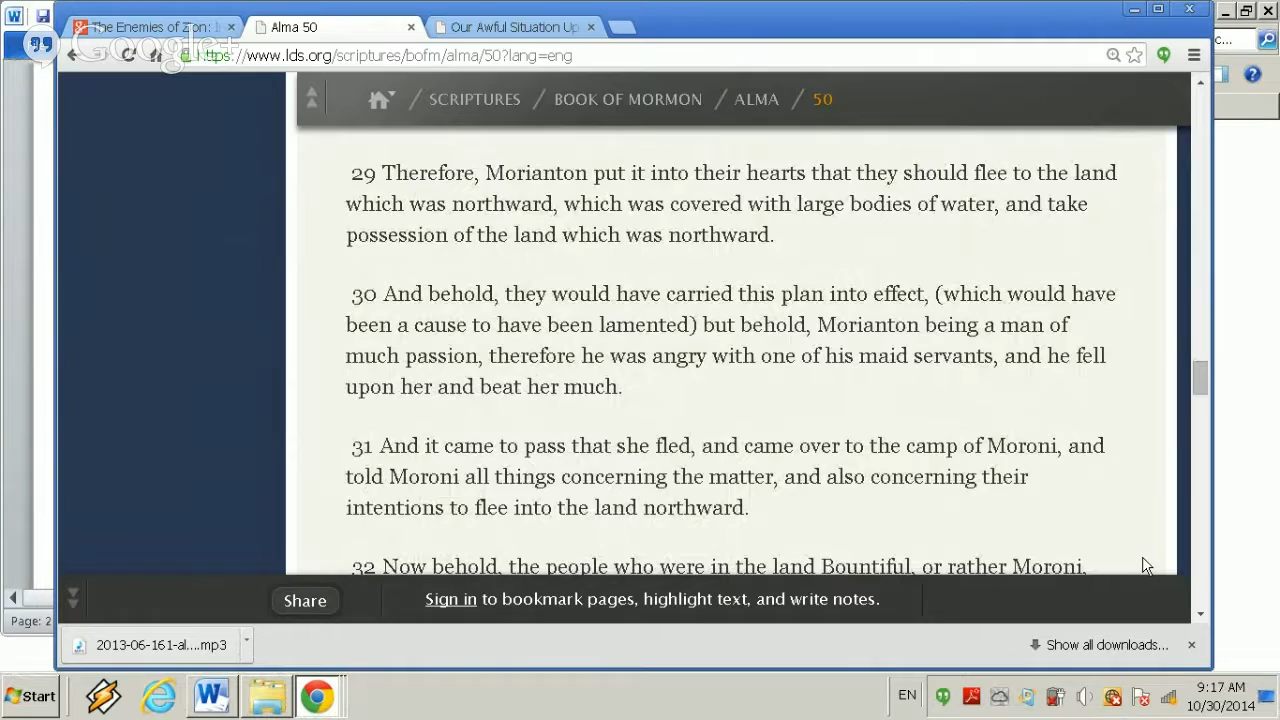 The Enemies of Zion: I
Alma 50
Our Awful Situation Up
Google+
https://www.lds.org/scriptures/bofm/alma/50?lang=eng
c...
SCRIPTURES / BOOK OF MORMON / ALMA / 50
29 Therefore, Morianton put it into their hearts that they should flee to the land
which was northward, which was covered with large bodies of water, and take
possession of the land which was northward.
30 And behold, they would have carried this plan into effect, (which would have
been a cause to have been lamented) but behold, Morianton being a man of
much passion, therefore he was angry with one of his maid servants, and he fell
upon her and beat her much.
31 And it came to pass that she fled, and came over to the camp of Moroni, and
told Moroni all things concerning the matter, and also concerning their
intentions to flee into the land northward.
32 Now behold, the people who were in the land Bountiful, or rather Moroni,
Share
Sign in to bookmark pages, highlight text, and write notes.
Page: 2
2013-06-161-al....mp3
Show all downloads...
Start
EN
9:17 AM
10/30/2014